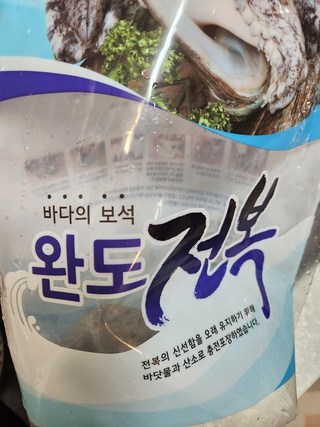 바다의 보석
완도 전복
전복의 신선함을 오래 유지하기 위해
바닷물과 산소로 충전포장하였습니다.